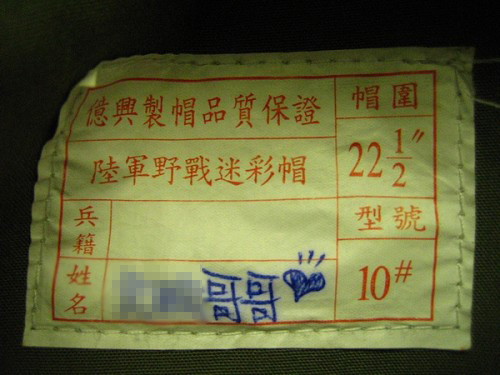 億興製帽品質保證
陸軍野戰迷彩帽
兵籍
姓名
哥哥
帽圍
22 1/2"
型號
10#